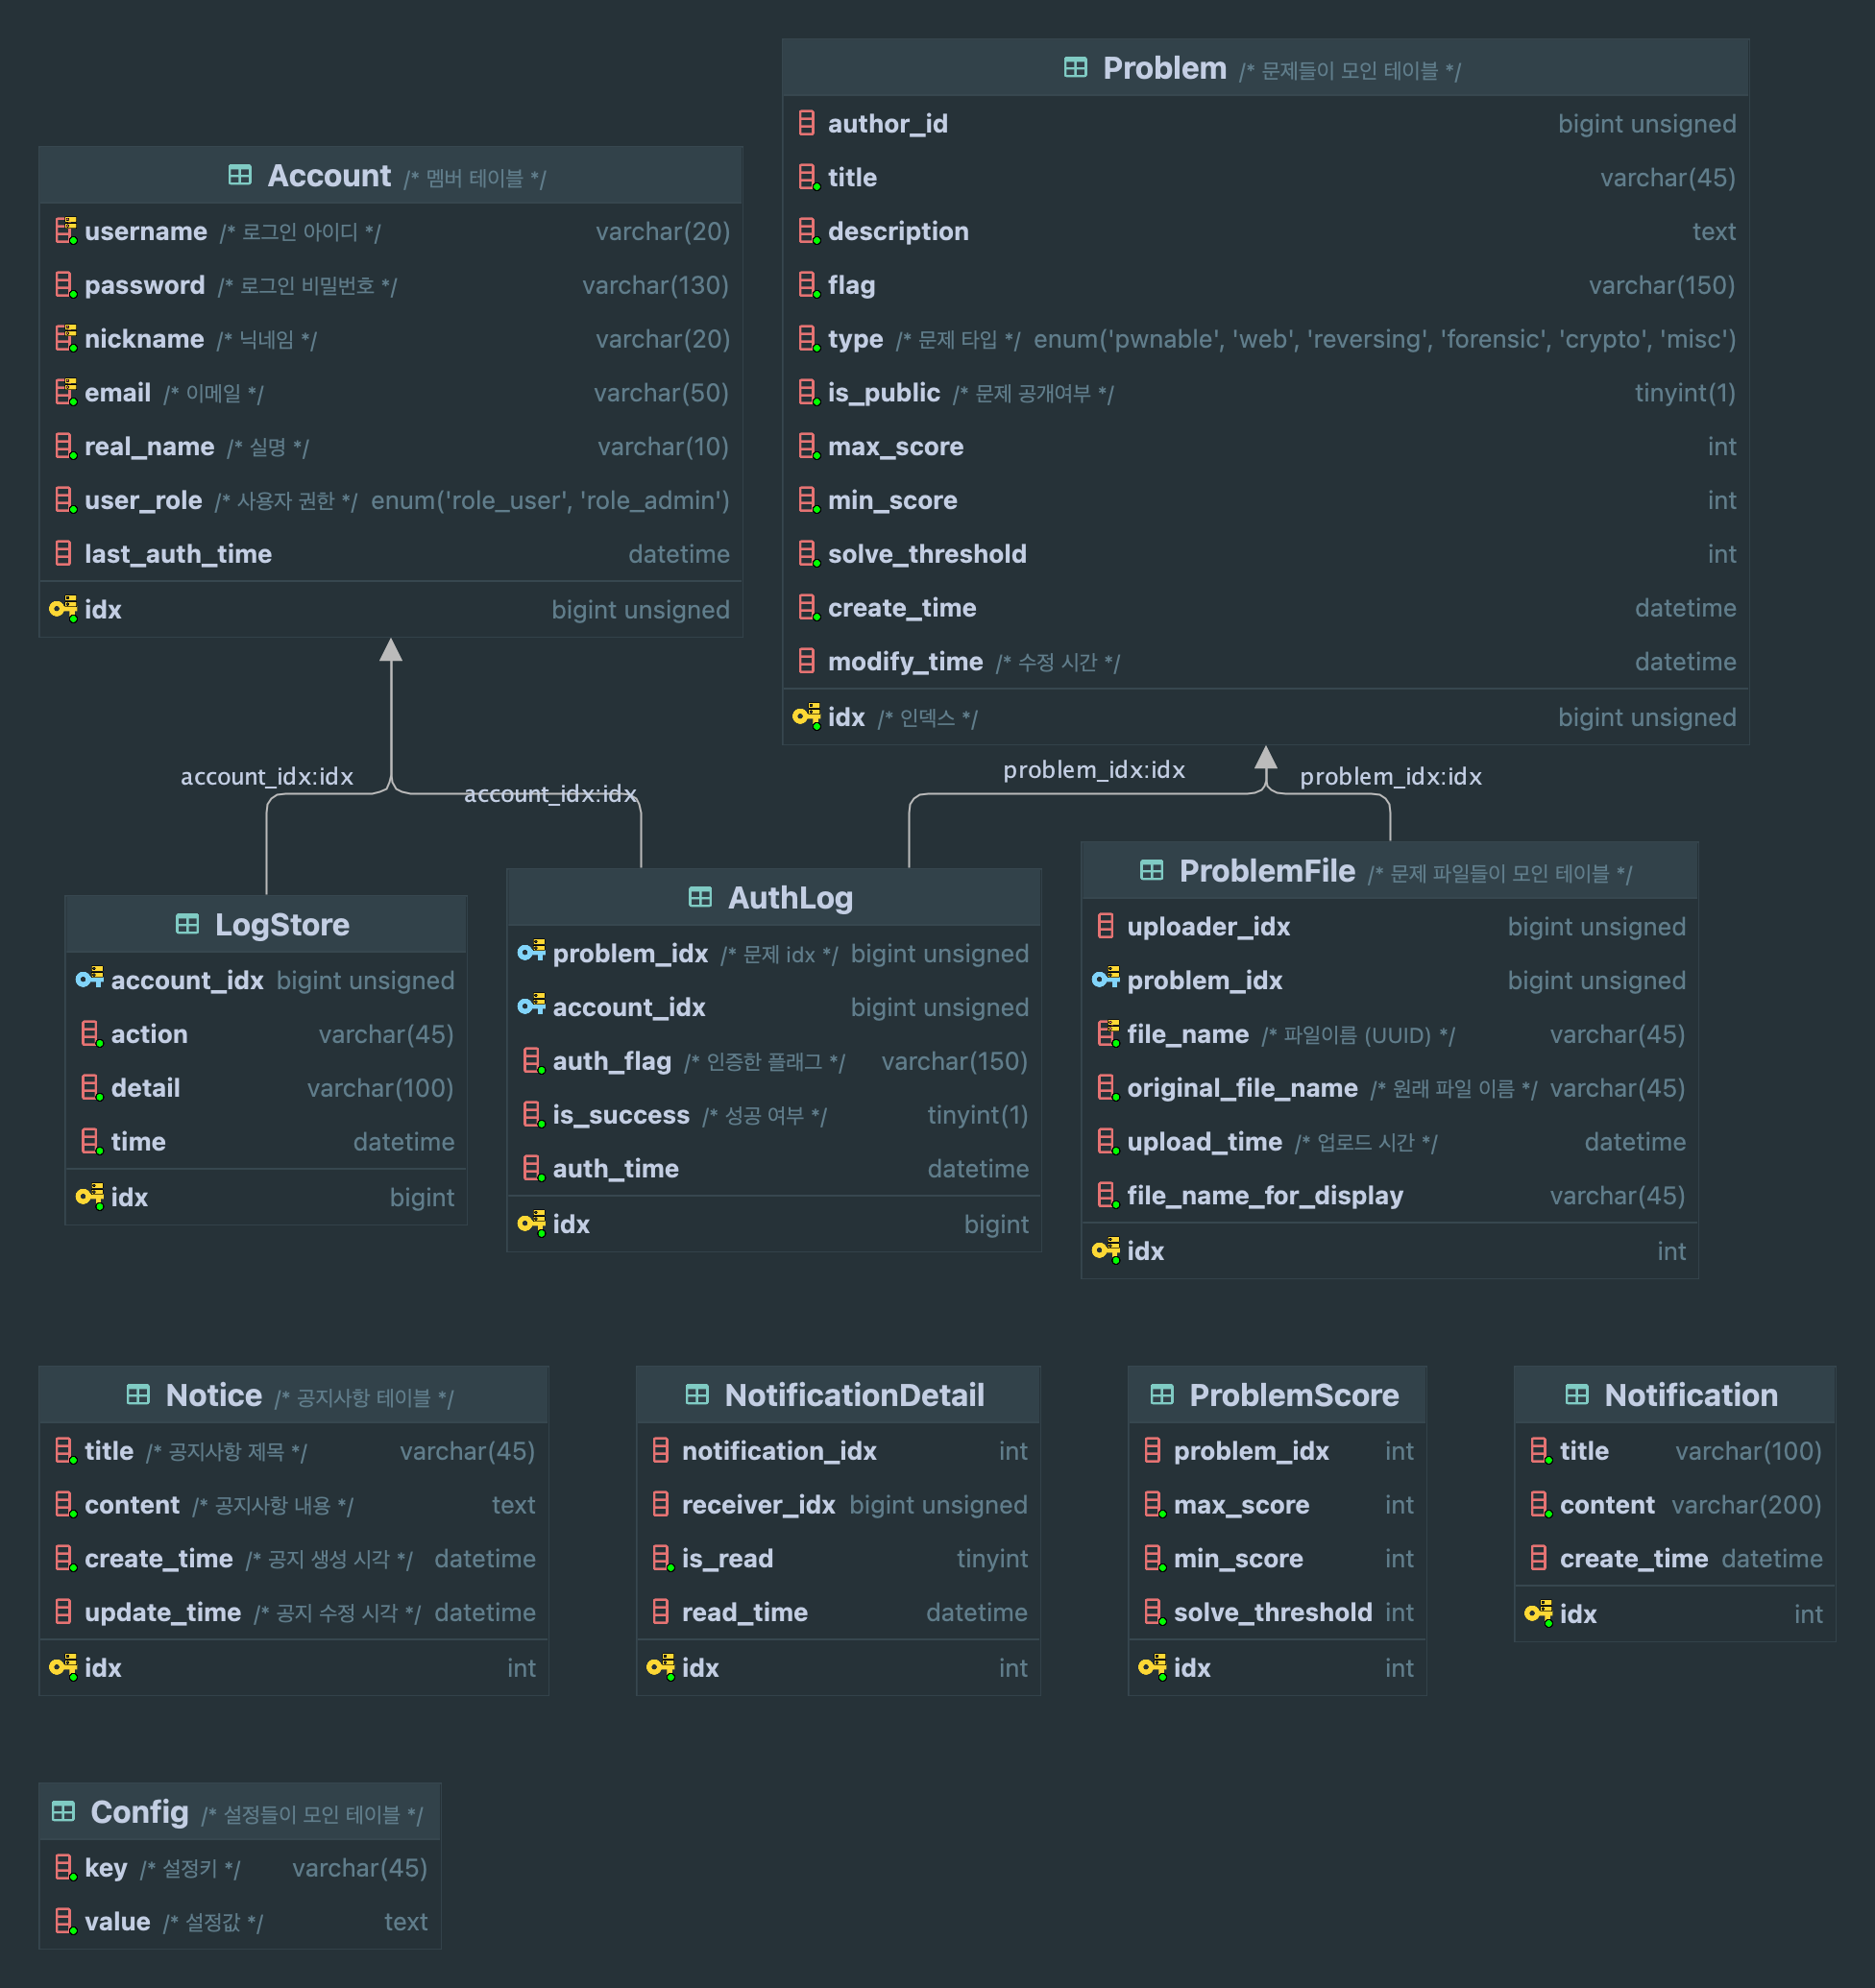 Problem /* 문제들이 모인 테이블 */
author_id bigint unsigned
title varchar(45)
description text
flag varchar(150)
type /* 문제 타입 */ enum('pwnable', 'web', 'reversing', 'forensic', 'crypto', 'misc')
is_public /* 문제 공개여부 */ tinyint(1)
max_score int
min_score int
solve_threshold int
create_time datetime
modify_time /* 수정 시간 */ datetime
idx /* 인덱스 */ bigint unsigned
Account /* 멤버 테이블 */
username /* 로그인 아이디 */ varchar(20)
password /* 로그인 비밀번호 */ varchar(130)
nickname /* 닉네임 */ varchar(20)
email /* 이메일 */ varchar(50)
real_name /* 실명 */ varchar(10)
user_role /* 사용자 권한 */ enum('role_user', 'role_admin')
last_auth_time datetime
idx bigint unsigned
account_idx:idx
account_idx:idx
problem_idx:idx
problem_idx:idx
LogStore
account_idx bigint unsigned
action varchar(45)
detail varchar(100)
time datetime
idx bigint
AuthLog
problem_idx /* 문제 idx */ bigint unsigned
account_idx bigint unsigned
auth_flag /* 인증한 플래그 */ varchar(150)
is_success /* 성공 여부 */ tinyint(1)
auth_time datetime
idx bigint
ProblemFile /* 문제 파일들이 모인 테이블 */
uploader_idx bigint unsigned
problem_idx bigint unsigned
file_name /* 파일이름 (UUID) */ varchar(45)
original_file_name /* 원래 파일 이름 */ varchar(45)
upload_time /* 업로드 시간 */ datetime
file_name_for_display varchar(45)
idx int
Notice /* 공지사항 테이블 */
title /* 공지사항 제목 */ varchar(45)
content /* 공지사항 내용 */ text
create_time /* 공지 생성 시각 */ datetime
update_time /* 공지 수정 시각 */ datetime
idx int
NotificationDetail
notification_idx int
receiver_idx bigint unsigned
is_read tinyint
read_time datetime
idx int
ProblemScore
problem_idx int
max_score int
min_score int
solve_threshold int
idx int
Notification
title varchar(100)
content varchar(200)
create_time datetime
idx int
Config /* 설정들이 모인 테이블 */
key /* 설정키 */ varchar(45)
value /* 설정값 */ text